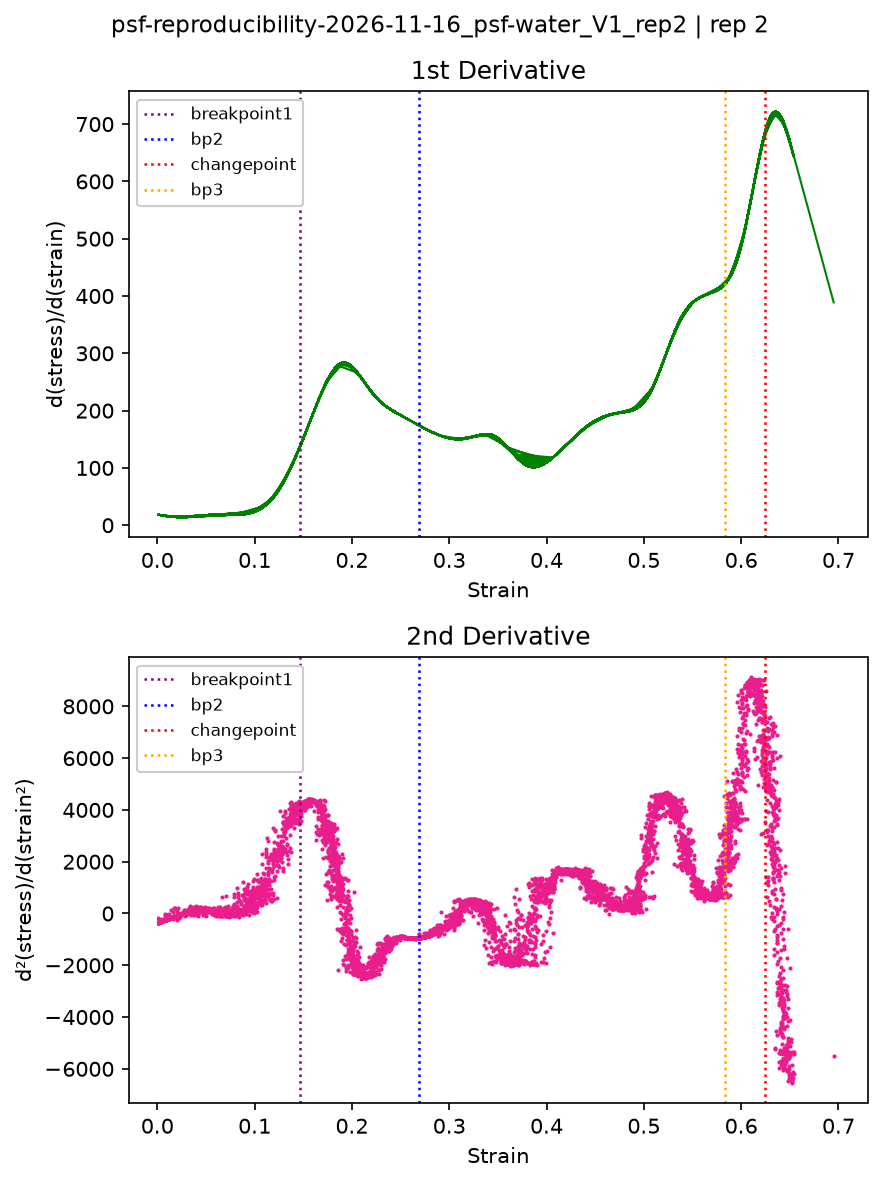 psf-reproducibility-2026-11-16_psf-water_V1_rep2 | rep 2
1st Derivative
breakpoint1
bp2
changepoint
bp3
700
600
500
400
300
200
100
0
d(stress)/d(strain)
0.0 0.1 0.2 0.3 0.4 0.5 0.6 0.7
Strain
2nd Derivative
breakpoint1
bp2
changepoint
bp3
8000
6000
4000
2000
0
−2000
−4000
−6000
d²(stress)/d(strain²)
0.0 0.1 0.2 0.3 0.4 0.5 0.6 0.7
Strain